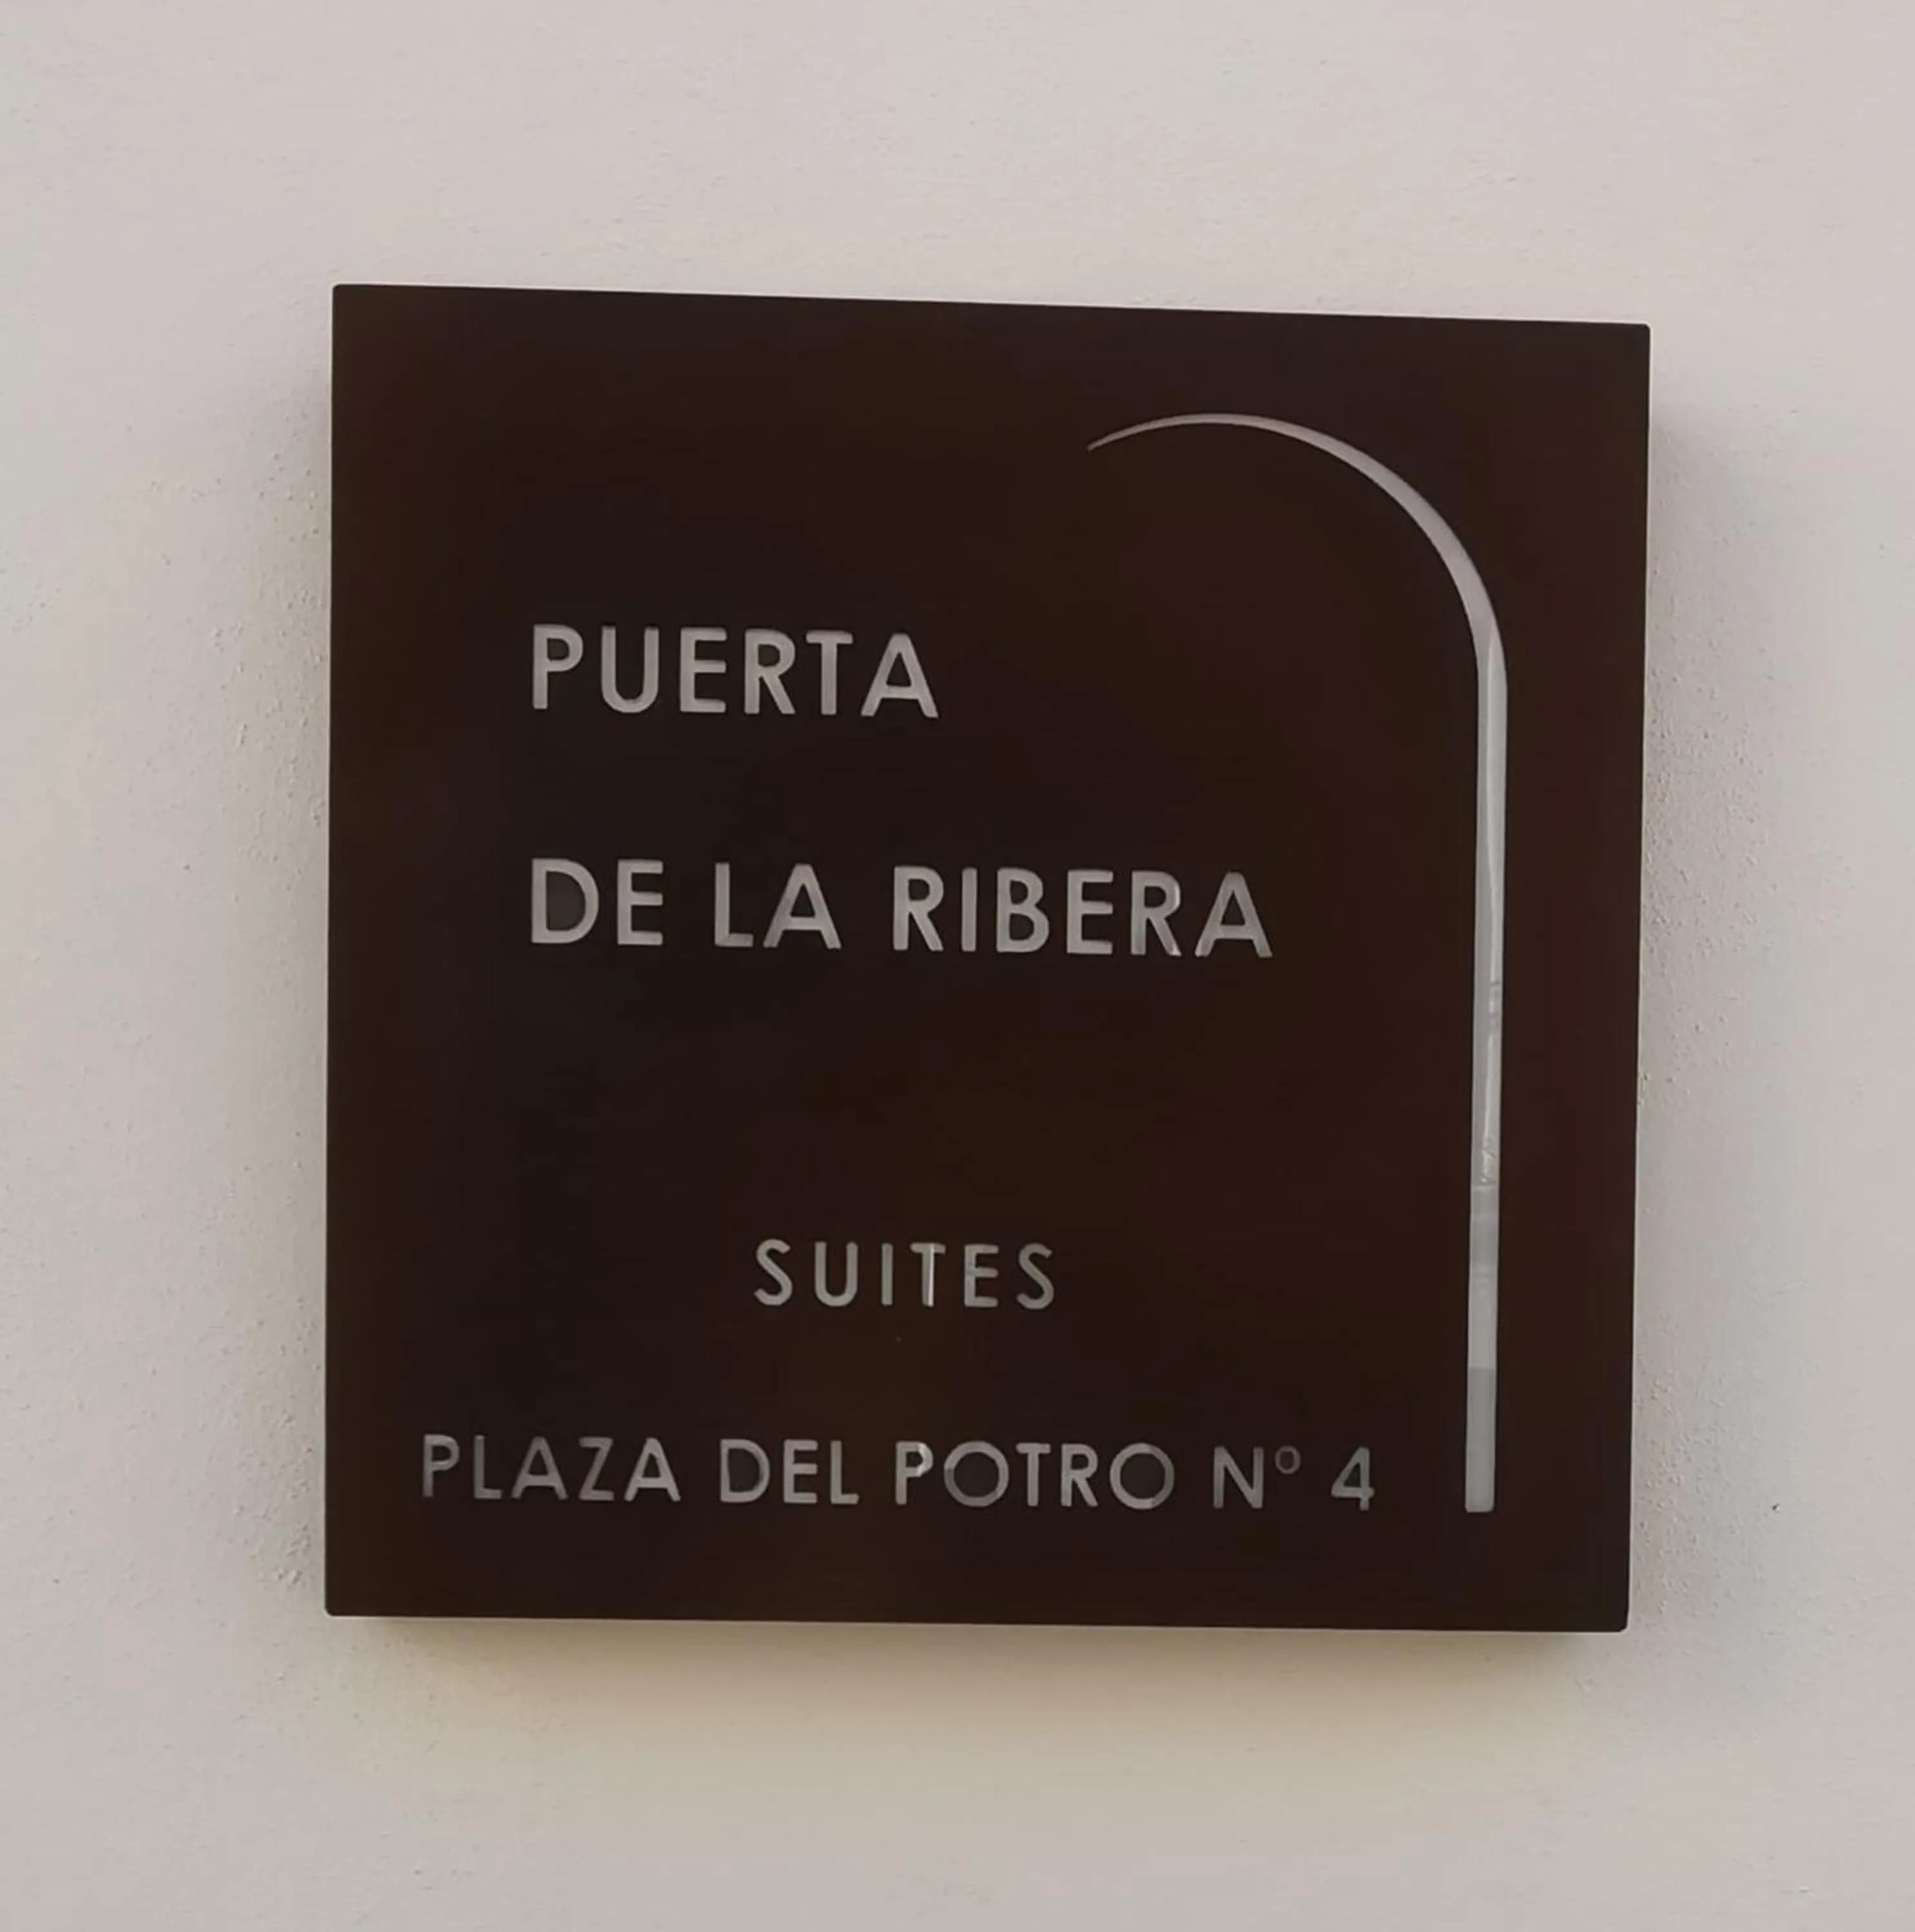 PUERTA
DE LA RIBERA
SUITES
PLAZA DEL POTRO Nº 4